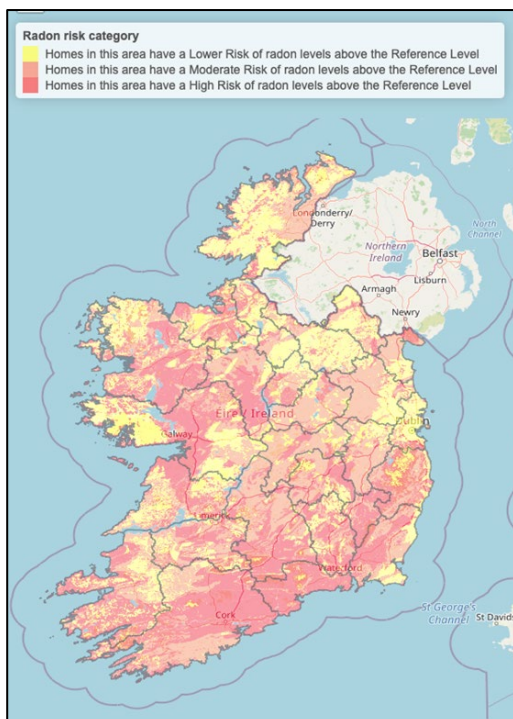 Radon risk category
Homes in this area have a Lower Risk of radon levels above the Reference Level
Homes in this area have a Moderate Risk of radon levels above the Reference Level
Homes in this area have a High Risk of radon levels above the Reference Level
Londonderry/
Derry
North
Channel
Northern
Ireland
Belfast
Lisburn
Armagh
Newry
Éire / Ireland
Dublin
Galway
Limerick
Waterford
Cork
St George's
Channel
St Davids